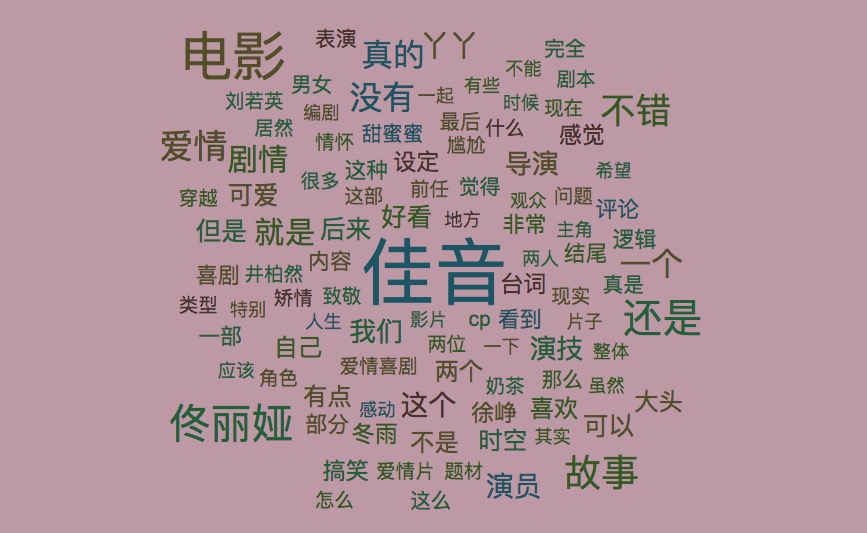 电影
表演
真的
丫丫
完全
不能
剧本
男女
没有
一起
有些
时候
现在
不错
刘若英
编剧
居然
情怀
甜蜜蜜
最后
什么
感觉
尴尬
爱情
剧情
很多
这种
设定
导演
希望
穿越
可爱
这部
前任
觉得
观众
问题
评论
但是
就是
后来
好看
地方
非常
主角
逻辑
喜剧
井柏然
内容
佳音
台词
两人
结尾
一个
现实
真是
类型
特别
矫情
致敬
人生
我们
影片
cp
看到
片子
还是
一部
自己
两位
一下
演技
整体
应该
角色
爱情喜剧
两个
奶茶
那么
虽然
有点
感动
这个
徐峥
喜欢
大头
佟丽娅
部分
冬雨
不是
时空
其实
可以
搞笑
爱情片
题材
演员
故事
怎么
这么